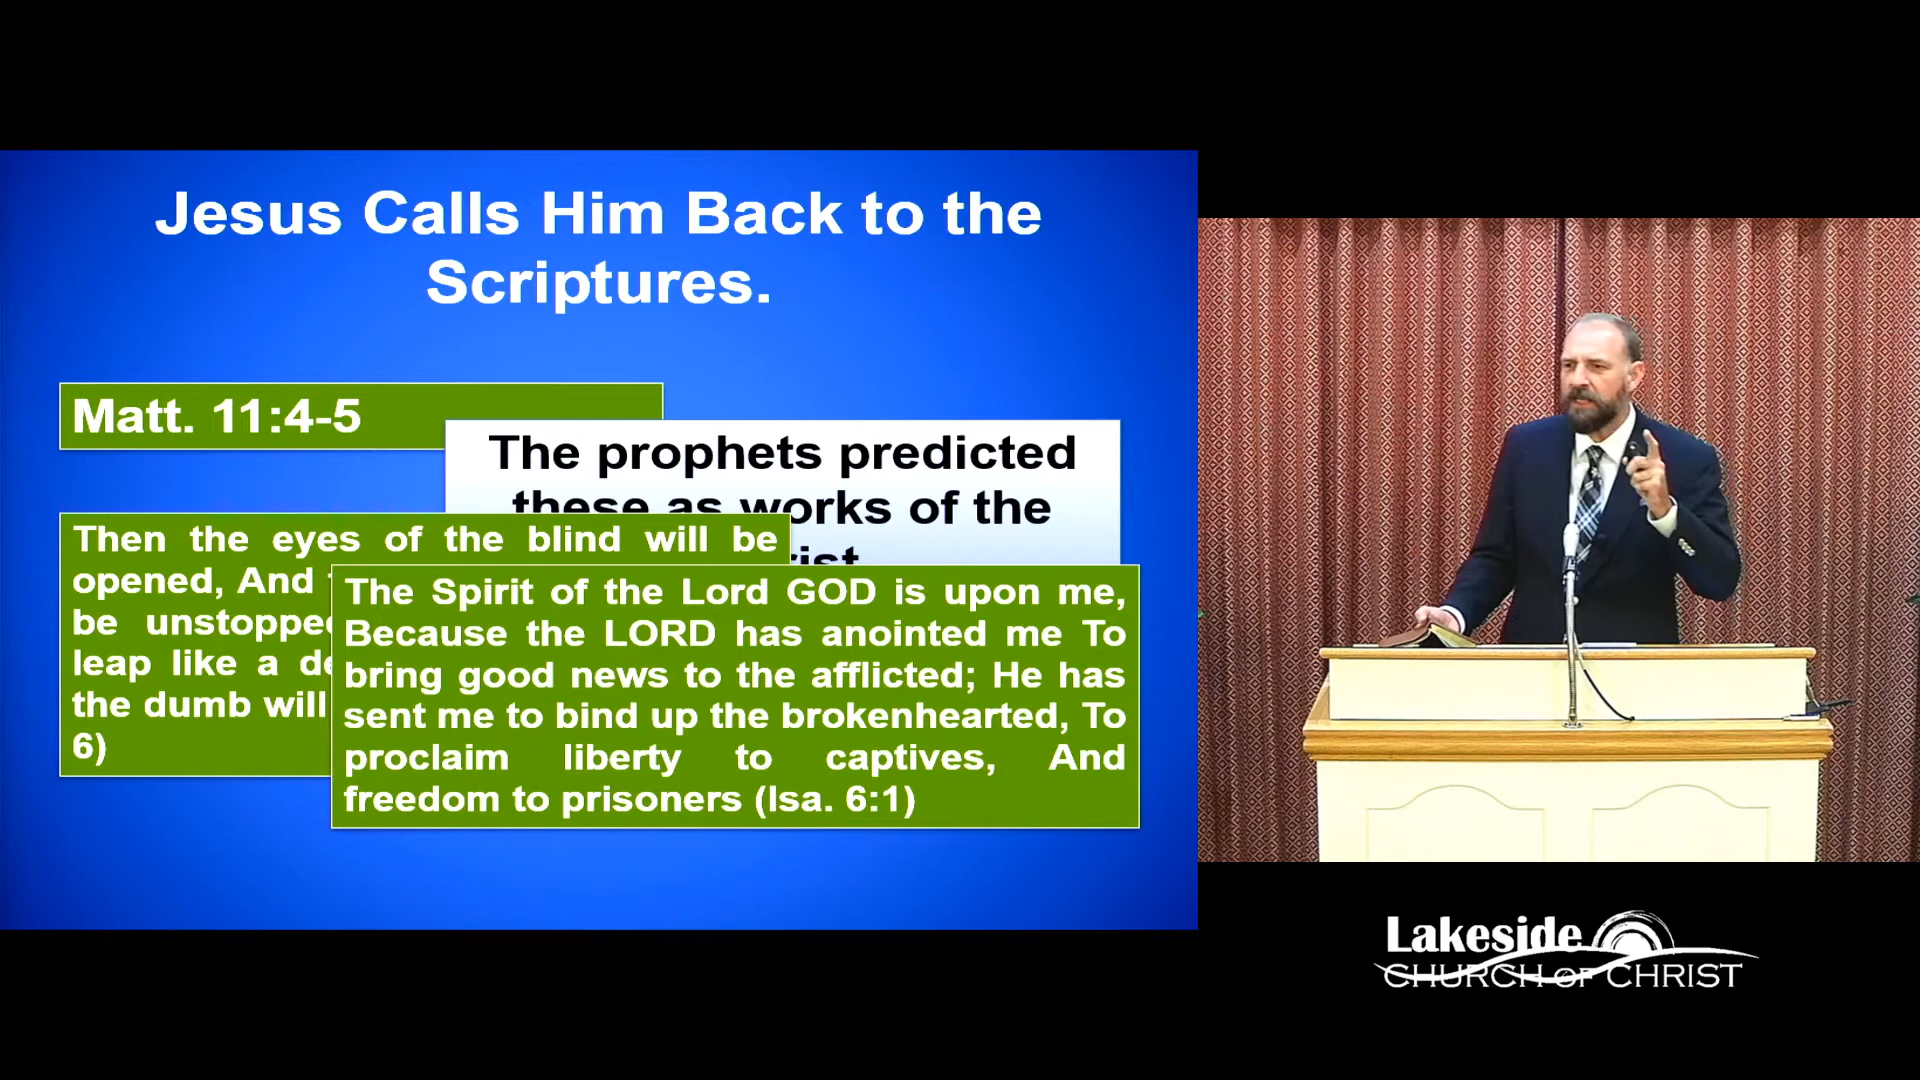 Jesus Calls Him Back to the
Scriptures.
Matt. 11:4-5
The prophets predicted
these as works of the
Then the eyes of the blind will be
opened, And
be unstopped
leap like a
the dumb will
6)
The Spirit of the Lord GOD is upon me,
Because the LORD has anointed me To
bring good news to the afflicted; He has
sent me to bind up the brokenhearted, To
proclaim liberty to captives, And
freedom to prisoners (Isa. 6:1)
Lakeside
CHURCH OF CHRIST